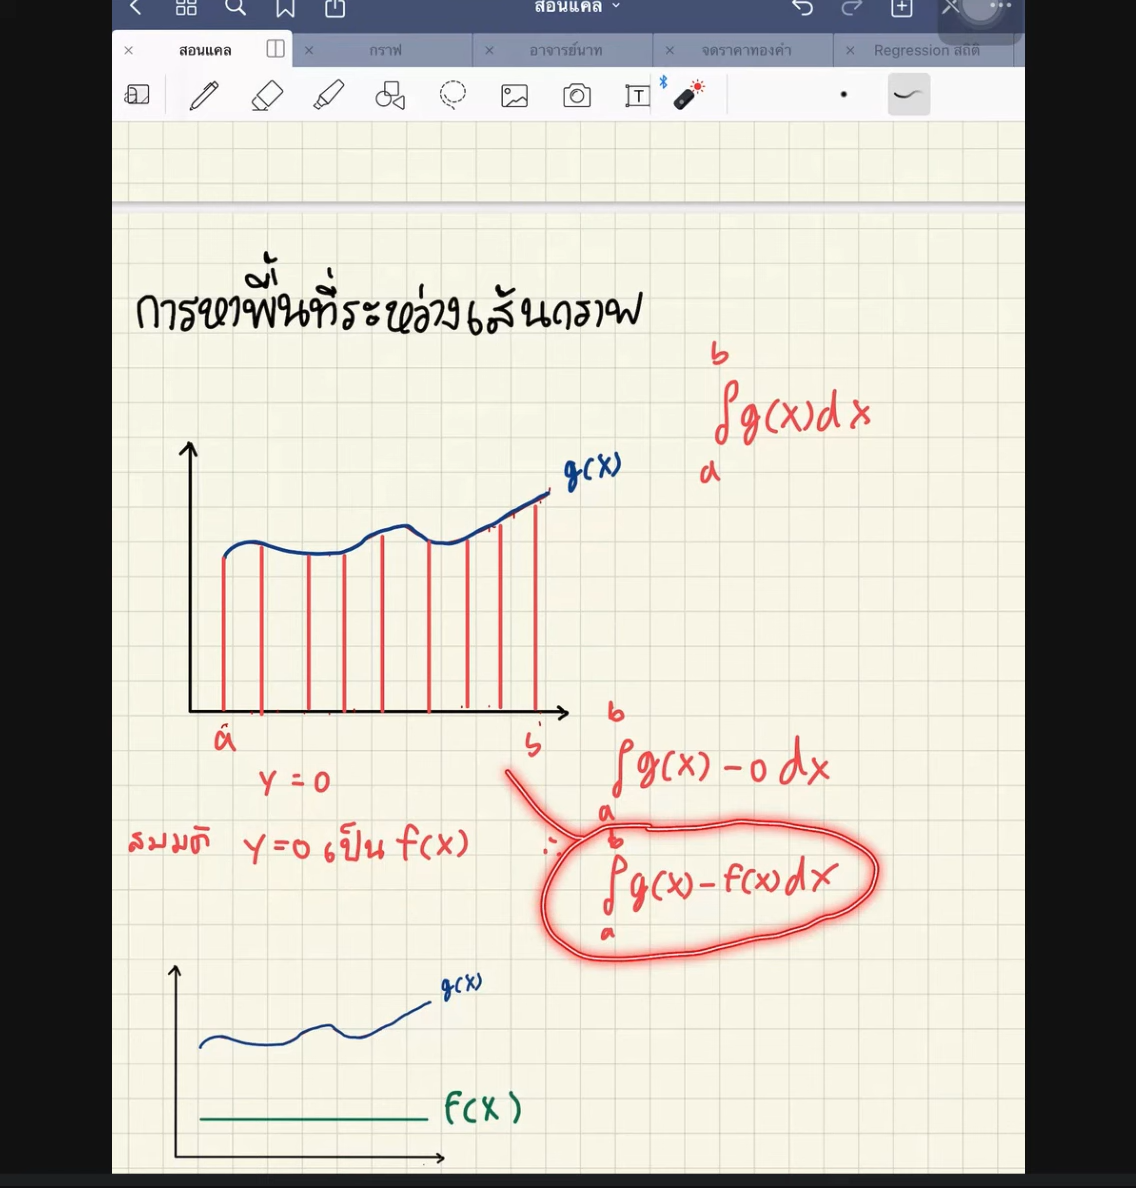 สอนแคล
สอนแคล กราฟ อาจารย์นาท จดราคาทองคำ Regression สถิติ
การหาพื้นที่ระหว่างเส้นกราฟ
b
∫g(x)dx
a
g(x)
a b
y = 0
b
∫g(x) - 0 dx
a
สมมติ y=0 เป็น f(x)
∴
b
∫g(x) - f(x)dx
a
g(x)
f(x)